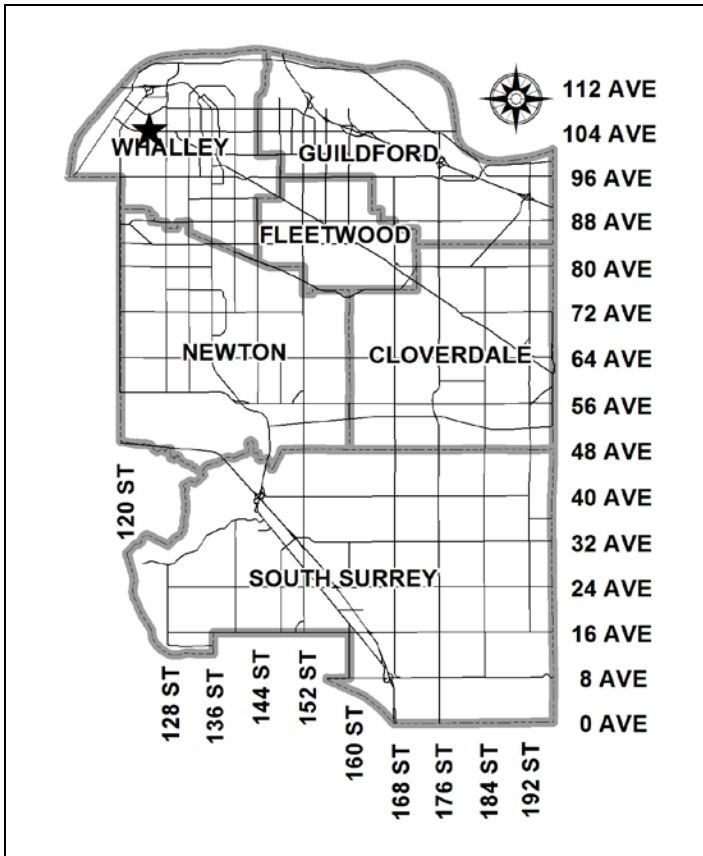 112 AVE
104 AVE
WHALLEY
GUILDFORD
96 AVE
88 AVE
FLEETWOOD
80 AVE
72 AVE
NEWTON
CLOVERDALE
64 AVE
56 AVE
48 AVE
120 ST
40 AVE
32 AVE
SOUTH SURREY
24 AVE
16 AVE
128 ST
136 ST
144 ST
152 ST
8 AVE
160 ST
0 AVE
168 ST
176 ST
184 ST
192 ST